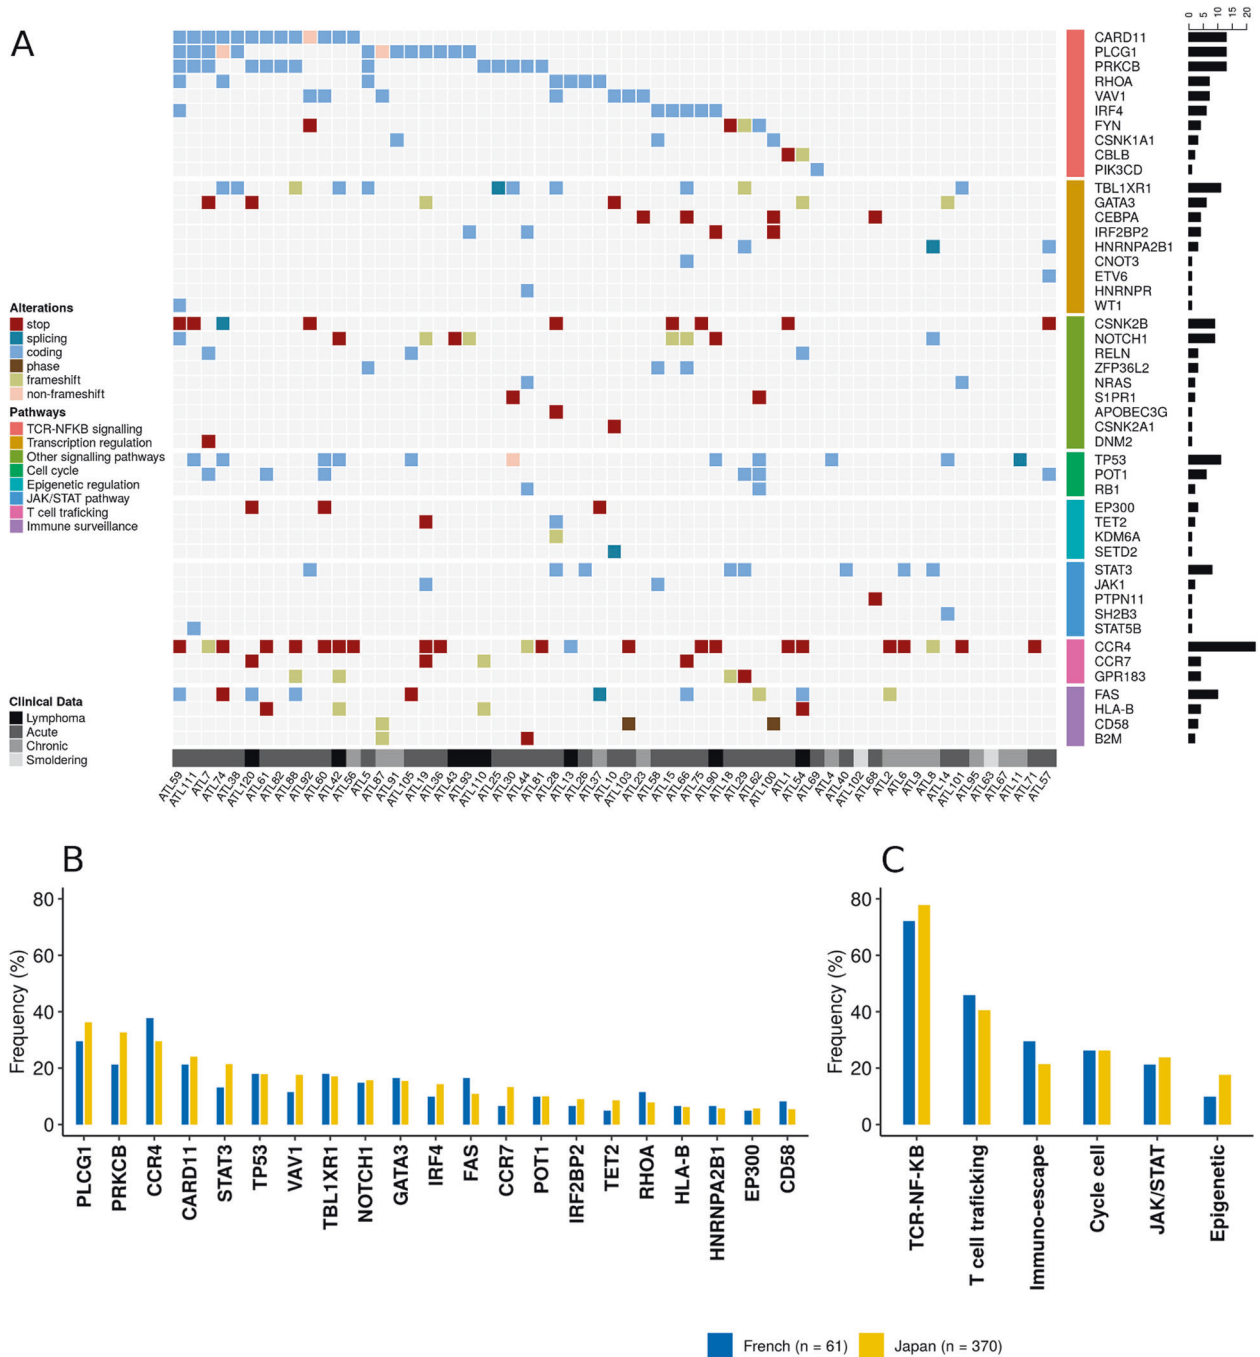 A
0 5 10 15 20
CARD11
PLCG1
PRKCB
RHOA
VAV1
IRF4
FYN
CSNK1A1
CBLB
PIK3CD
TBL1XR1
GATA3
CEBPA
IRF2BP2
HNRNPA2B1
CNOT3
ETV6
HNRNPR
WT1
CSNK2B
NOTCH1
RELN
ZFP36L2
NRAS
S1PR1
APOBEC3G
CSNK2A1
DNM2
TP53
POT1
RB1
EP300
TET2
KDM6A
SETD2
STAT3
JAK1
PTPN11
SH2B3
STAT5B
CCR4
CCR7
GPR183
FAS
HLA-B
CD58
B2M
Alterations
stop
splicing
coding
phase
frameshift
non-frameshift
Pathways
TCR-NFKB signalling
Transcription regulation
Other signalling pathways
Cell cycle
Epigenetic regulation
JAK/STAT pathway
T cell traficking
Immune surveillance
Clinical Data
Lymphoma
Acute
Chronic
Smoldering
ATL59 ATL111 ATL7 ATL74 ATL38 ATL120 ATL61 ATL82 ATL88 ATL92 ATL60 ATL42 ATL56 ATL5 ATL87 ATL91 ATL105 ATL19 ATL36 ATL43 ATL93 ATL110 ATL25 ATL30 ATL44 ATL81 ATL28 ATL13 ATL26 ATL37 ATL10 ATL103 ATL23 ATL58 ATL15 ATL66 ATL75 ATL90 ATL18 ATL29 ATL62 ATL100 ATL1 ATL54 ATL69 ATL4 ATL40 ATL102 ATL68 ATL2 ATL6 ATL9 ATL8 ATL14 ATL101 ATL95 ATL63 ATL67 ATL11 ATL71 ATL57
B
Frequency (%)
80
60
40
20
0
PLCG1 PRKCB CCR4 CARD11 STAT3 TP53 VAV1 TBL1XR1 NOTCH1 GATA3 IRF4 FAS CCR7 POT1 IRF2BP2 TET2 RHOA HLA-B HNRNPA2B1 EP300 CD58
C
Frequency (%)
80
60
40
20
0
TCR-NF-KB T cell traficking Immuno-escape Cycle cell JAK/STAT Epigenetic
French (n = 61) Japan (n = 370)